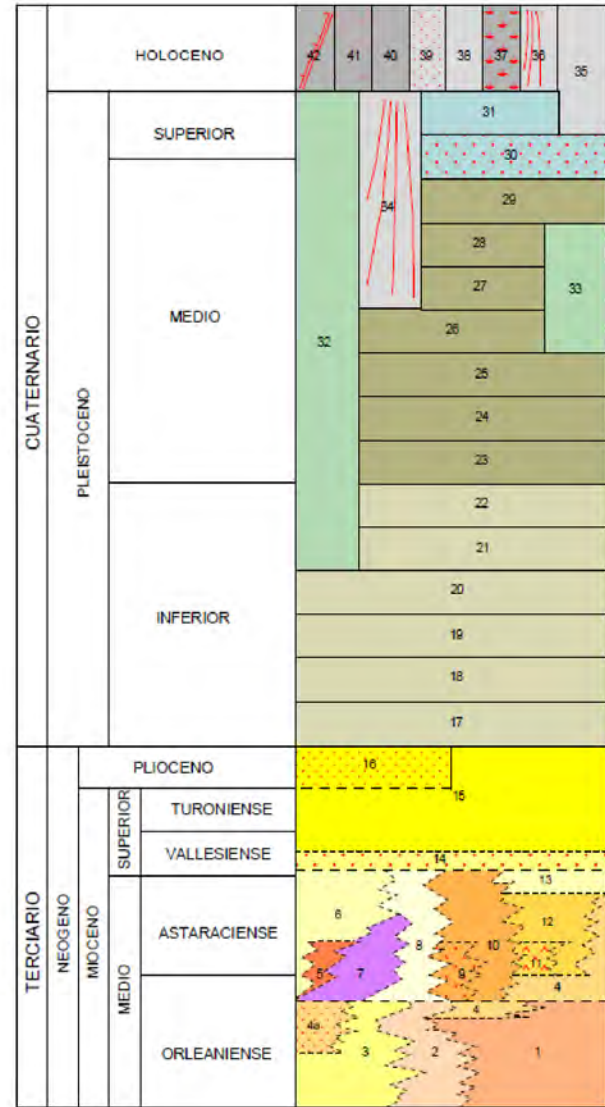 HOLOCENO
42 41 40 39 38 37 36 35
CUATERNARIO
PLEISTOCENO
SUPERIOR
31
30
MEDIO
34
29
28
27
33
32
26
25
24
23
INFERIOR
22
21
20
19
18
17
TERCIARIO
NEOGENO
PLIOCENO
16
15
MIOCENO
SUPERIOR
TURONIENSE
VALLESIENSE
14
MEDIO
ASTARACIENSE
13
6
12
8
10
5
7
9
11
4
ORLEANIENSE
4a
4
3
2
1